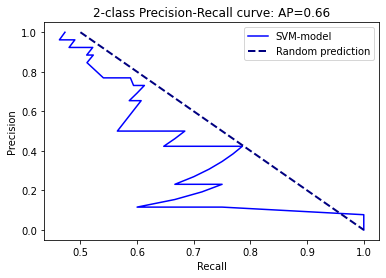 2-class Precision-Recall curve: AP=0.66
SVM-model
Random prediction
Precision
1.0
0.8
0.6
0.4
0.2
0.0
0.5 0.6 0.7 0.8 0.9 1.0
Recall